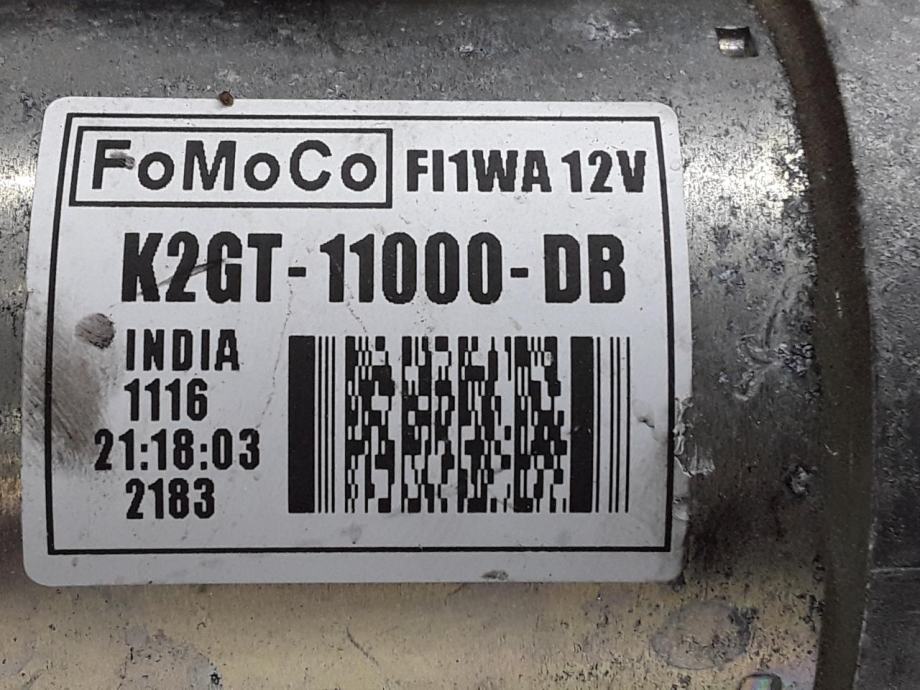 FoMoCo FI1WA 12V
K2GT-11000-DB
INDIA
1116
21:18:03
2183